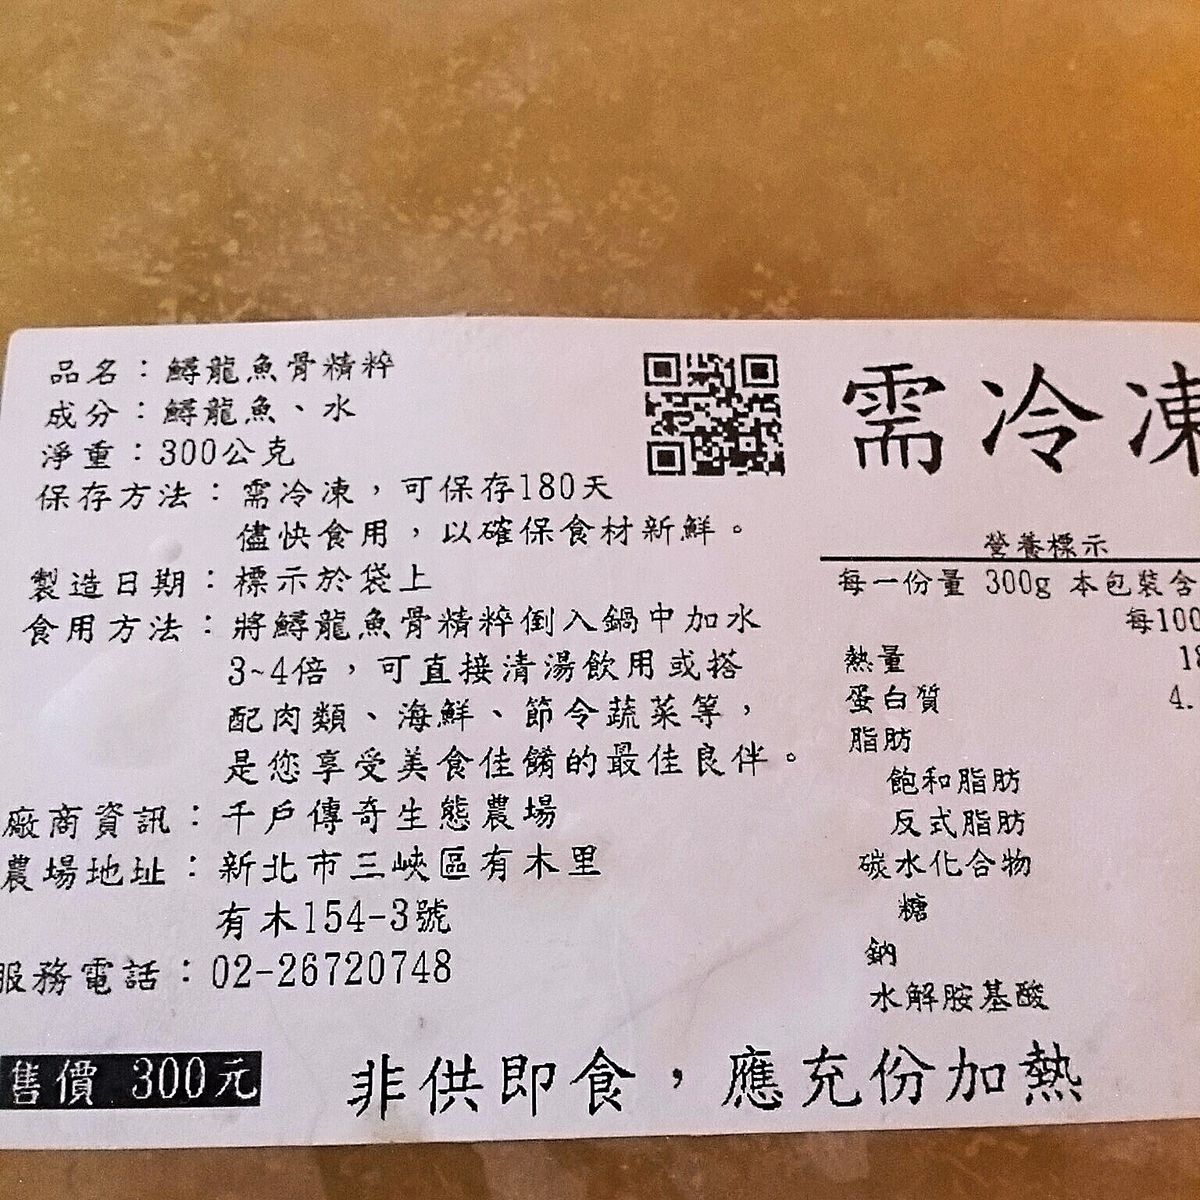 品名：鱘龍魚骨精粹
成分：鱘龍魚、水
淨重：300公克
保存方法：需冷凍，可保存180天
儘快食用，以確保食材新鮮。
製造日期：標示於袋上
食用方法：將鱘龍魚骨精粹倒入鍋中加水
3~4倍，可直接清湯飲用或搭
配肉類、海鮮、節令蔬菜等，
是您享受美食佳餚的最佳良伴。
廠商資訊：千戶傳奇生態農場
農場地址：新北市三峽區有木里
有木154-3號
服務電話：02-26720748
售價 300元
需冷凍
營養標示
每一份量 300g 本包裝含
每100
熱量 18
蛋白質 4.
脂肪
飽和脂肪
反式脂肪
碳水化合物
糖
鈉
水解胺基酸
非供即食，應充份加熱